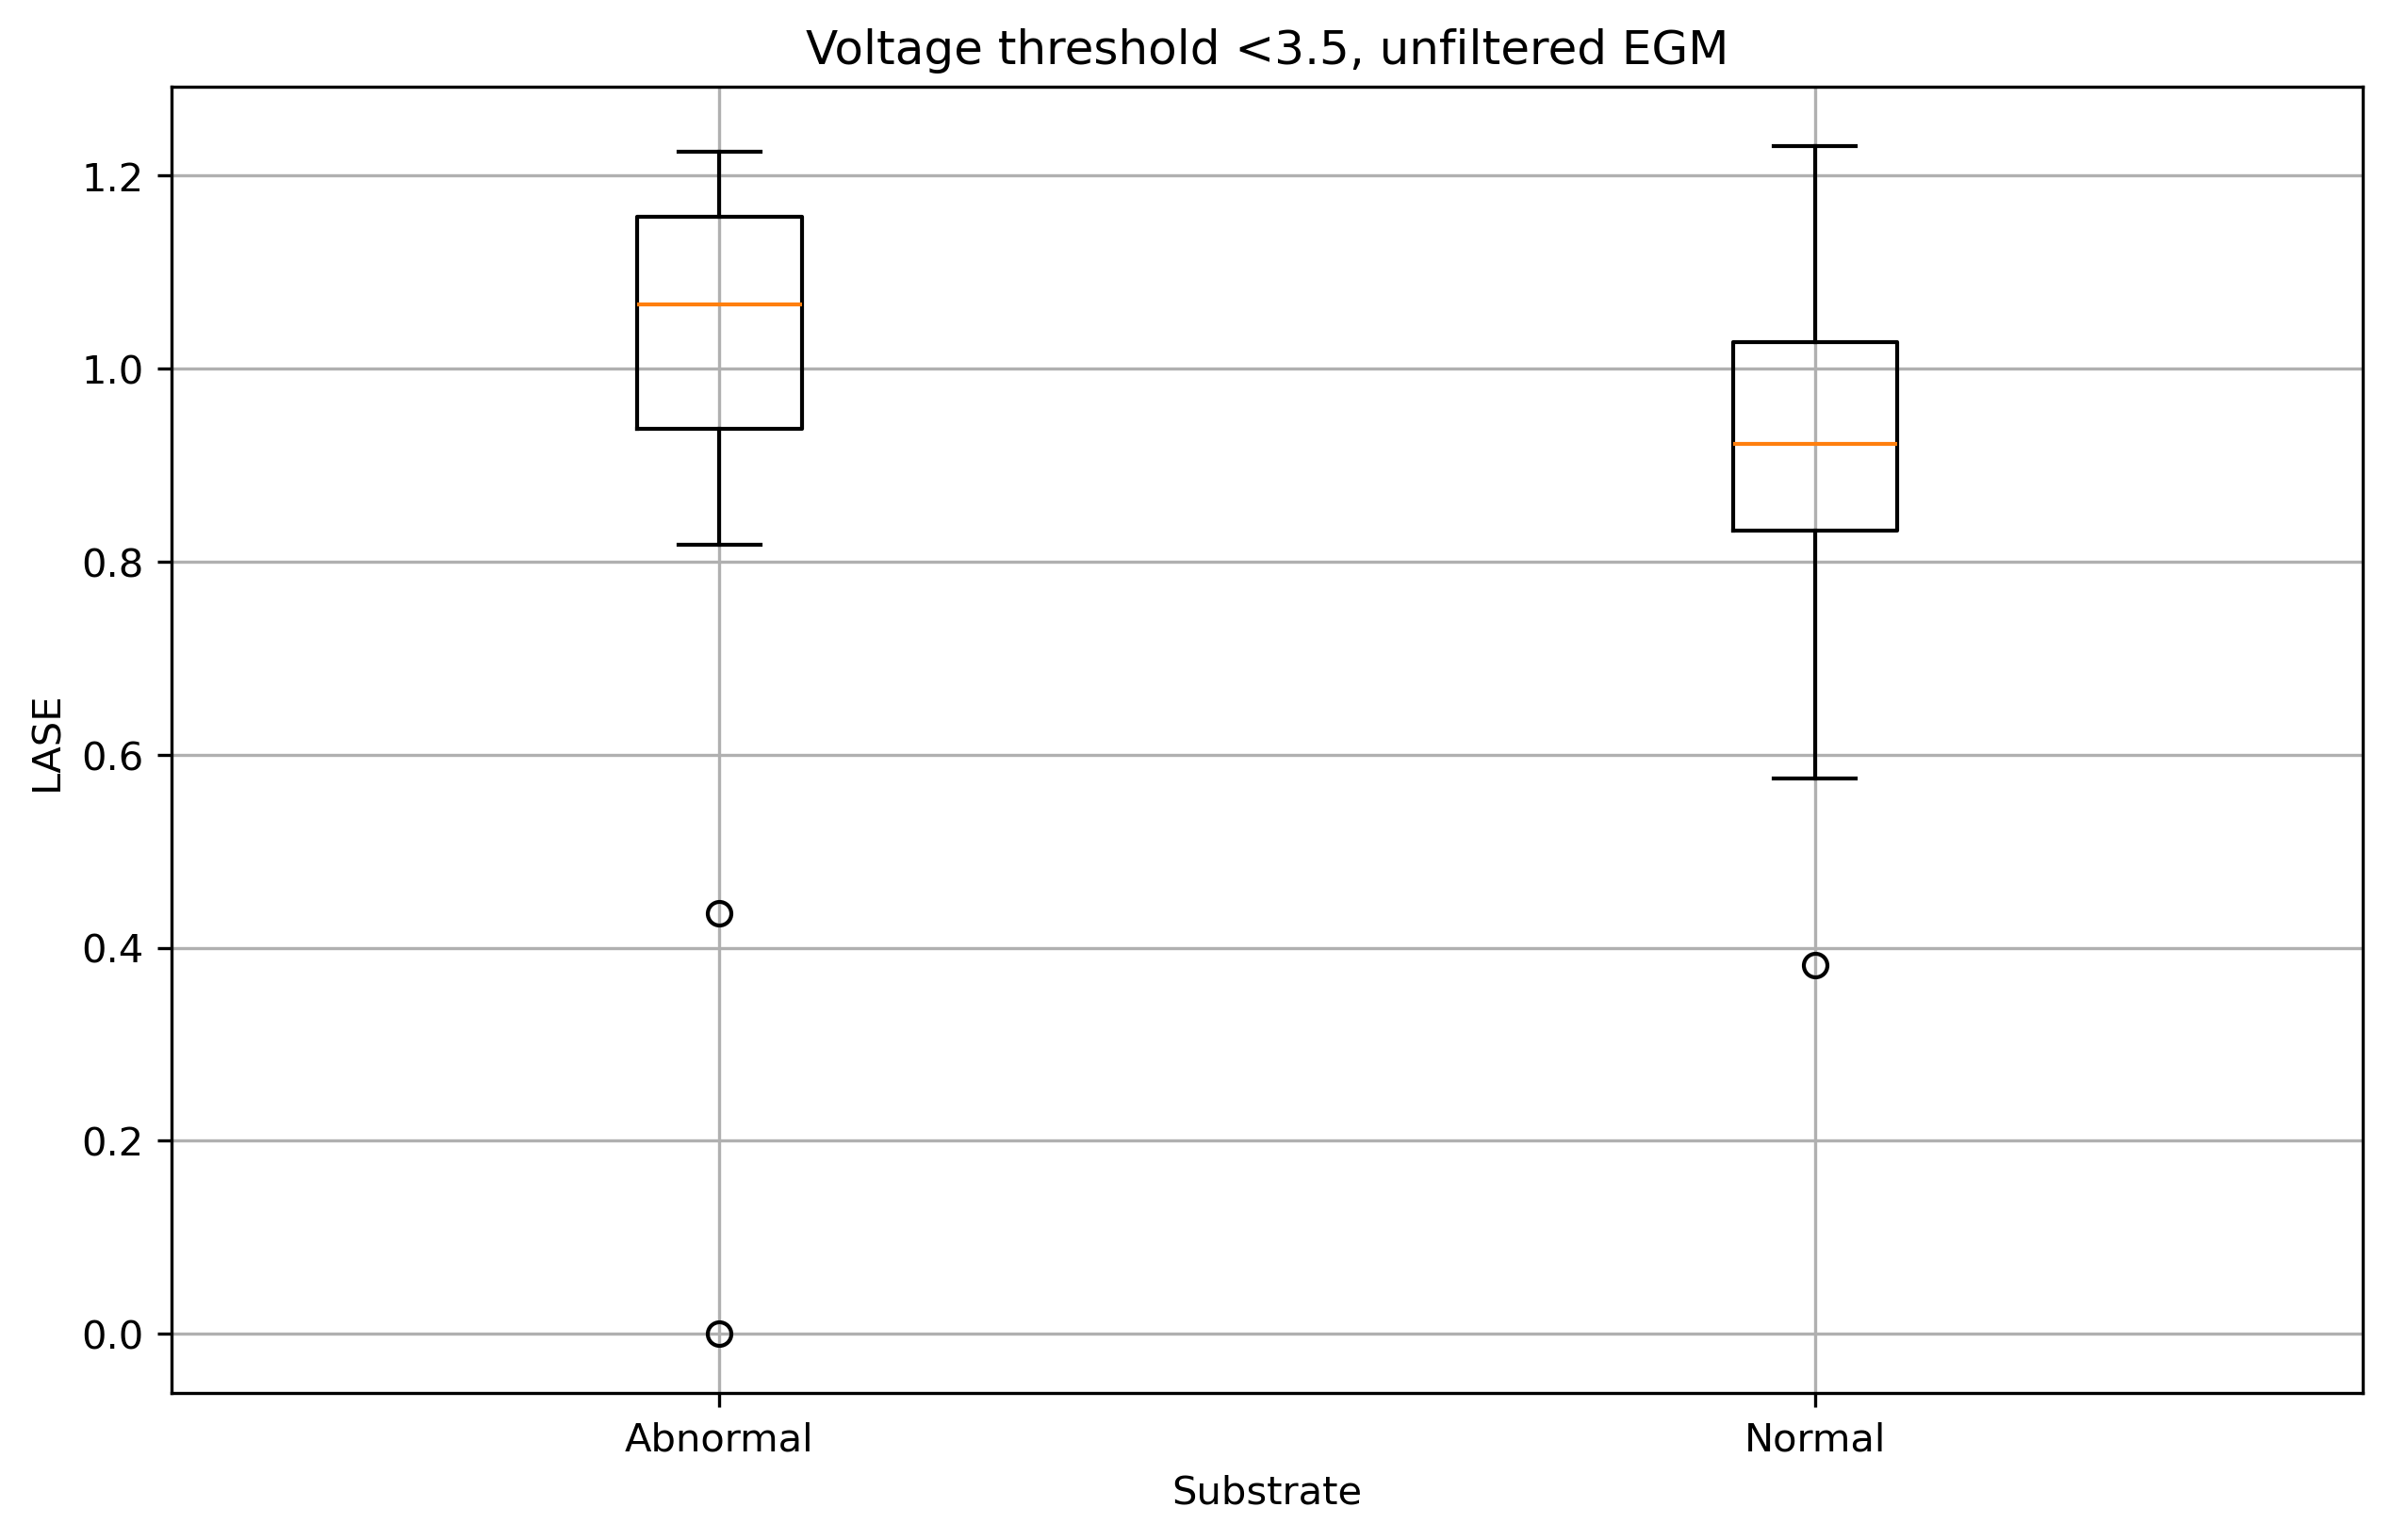 Voltage threshold <3.5, unfiltered EGM
LASE
1.2
1.0
0.8
0.6
0.4
0.2
0.0
Abnormal
Normal
Substrate